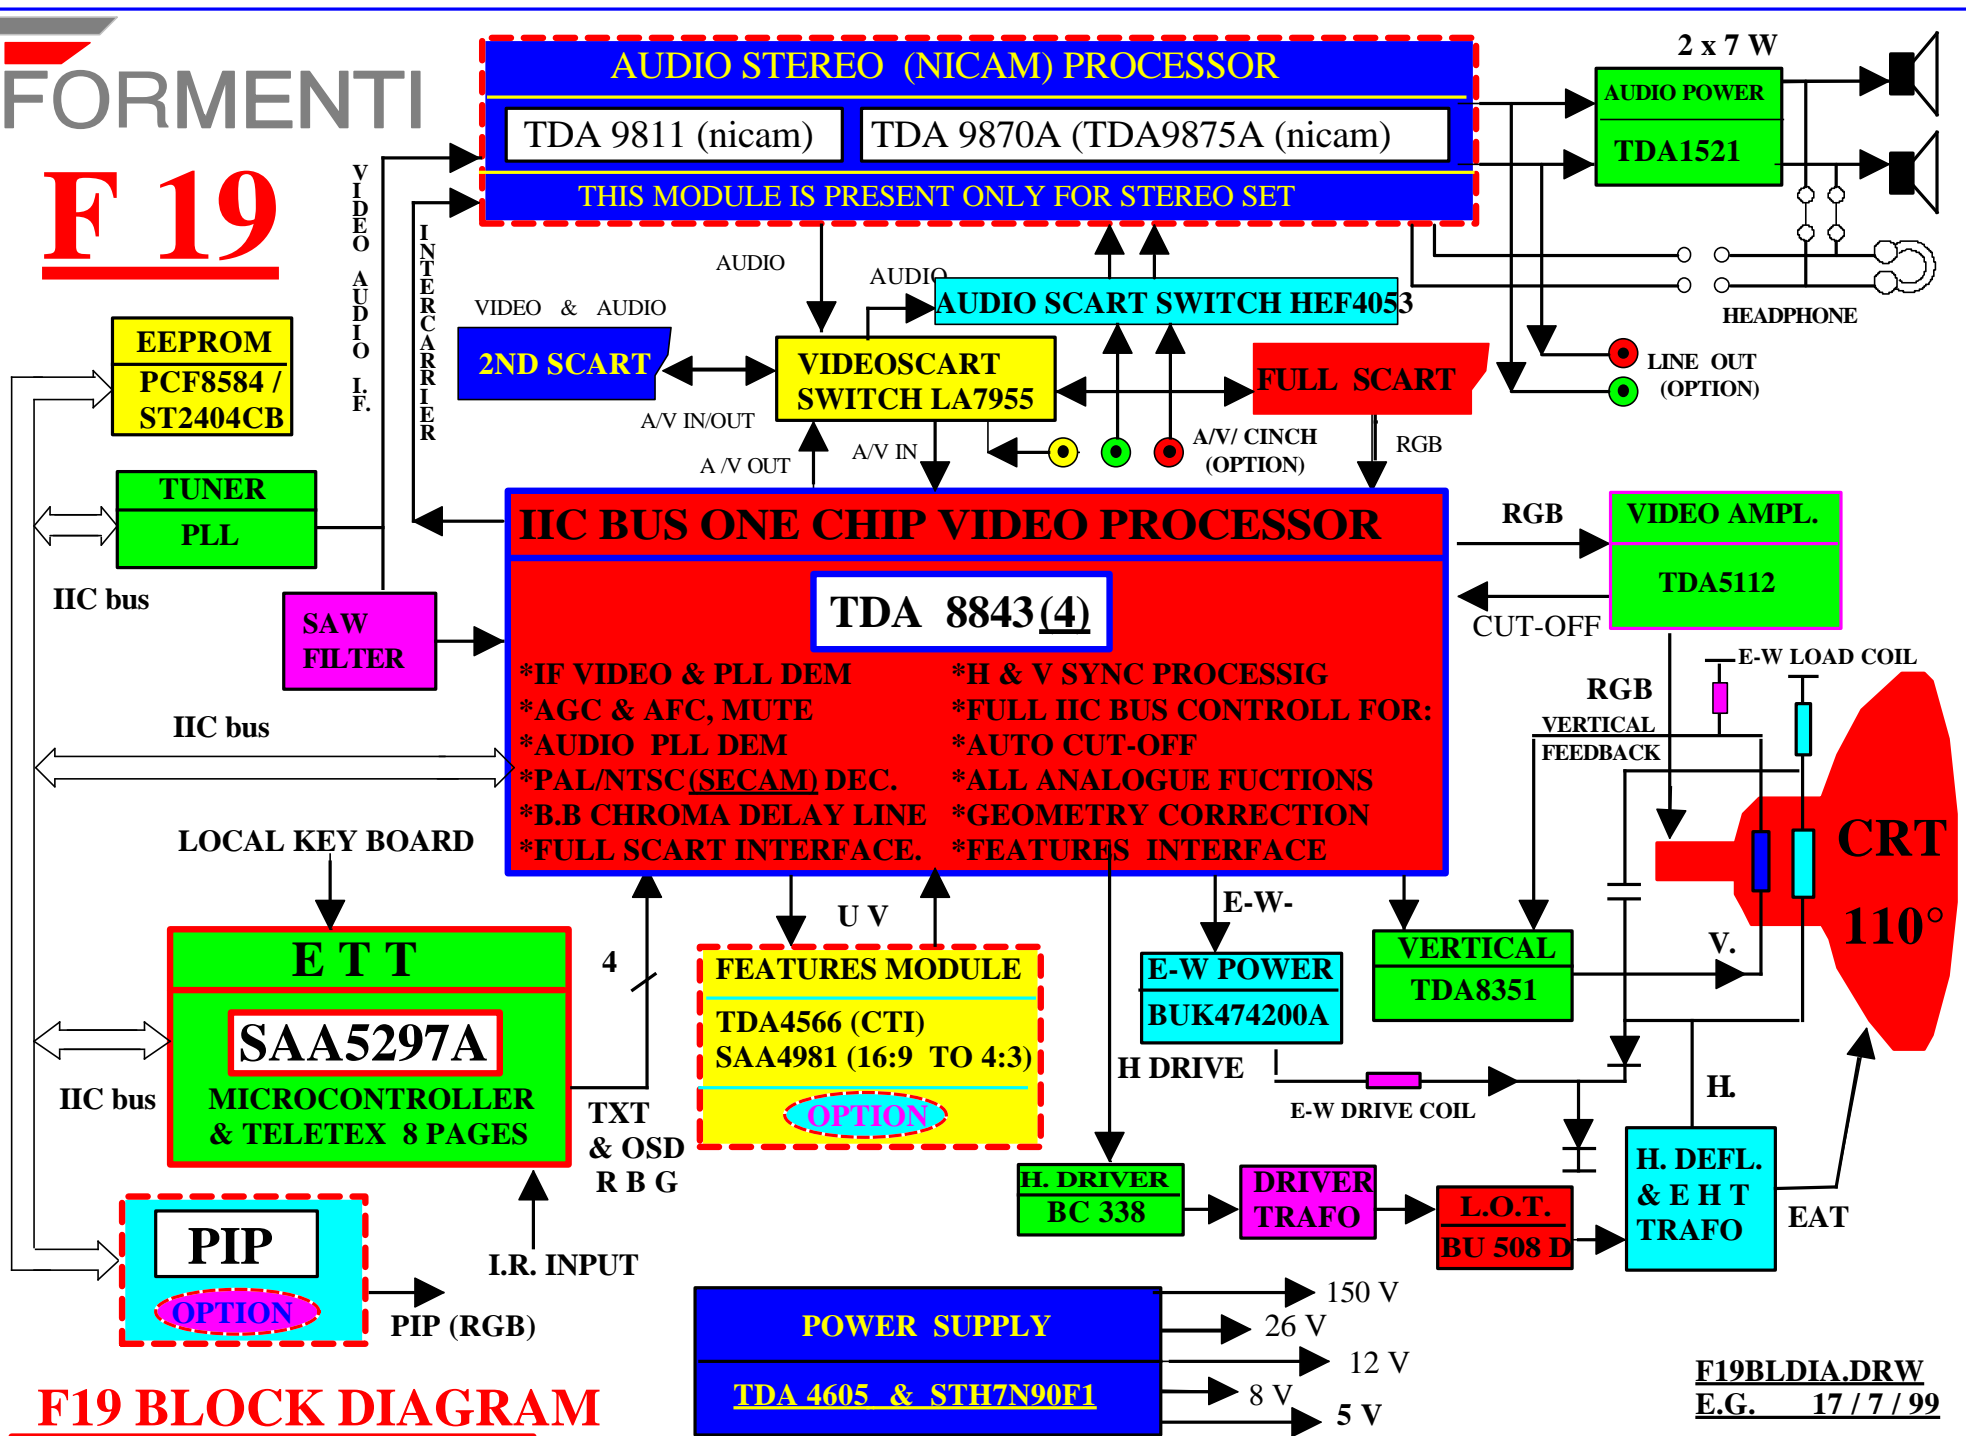 FORMENTI
F 19
AUDIO STEREO (NICAM) PROCESSOR
TDA 9811 (nicam)
TDA 9870A (TDA9875A (nicam)
THIS MODULE IS PRESENT ONLY FOR STEREO SET
2 x 7 W
AUDIO POWER
TDA1521
HEADPHONE
LINE OUT
(OPTION)
VIDEO AUDIO I.F.
INTERCARRIER
AUDIO
AUDIO
AUDIO SCART SWITCH HEF4053
VIDEO & AUDIO
2ND SCART
VIDEOSCART
SWITCH LA7955
FULL SCART
A/V IN/OUT
A /V OUT
A/V IN
A/V/ CINCH
(OPTION)
RGB
EEPROM
PCF8584 /
ST2404CB
TUNER
PLL
IIC bus
SAW
FILTER
IIC bus
IIC BUS ONE CHIP VIDEO PROCESSOR
TDA 8843(4)
*IF VIDEO & PLL DEM
*AGC & AFC, MUTE
*AUDIO PLL DEM
*PAL/NTSC(SECAM) DEC.
*B.B CHROMA DELAY LINE
*FULL SCART INTERFACE.
*H & V SYNC PROCESSIG
*FULL IIC BUS CONTROLL FOR:
*AUTO CUT-OFF
*ALL ANALOGUE FUCTIONS
*GEOMETRY CORRECTION
*FEATURES INTERFACE
RGB
CUT-OFF
VIDEO AMPL.
TDA5112
E-W LOAD COIL
RGB
VERTICAL
FEEDBACK
CRT
110°
LOCAL KEY BOARD
E T T
SAA5297A
MICROCONTROLLER
& TELETEX 8 PAGES
IIC bus
4
TXT
& OSD
R B G
I.R. INPUT
U V
FEATURES MODULE
TDA4566 (CTI)
SAA4981 (16:9 TO 4:3)
OPTION
E-W-
E-W POWER
BUK474200A
VERTICAL
TDA8351
V.
H DRIVE
E-W DRIVE COIL
H.
H. DRIVER
BC 338
DRIVER
TRAFO
L.O.T.
BU 508 D
H. DEFL.
& E H T
TRAFO
EAT
PIP
OPTION
PIP (RGB)
POWER SUPPLY
TDA 4605 & STH7N90F1
150 V
26 V
12 V
8 V
5 V
F19 BLOCK DIAGRAM
F19BLDIA.DRW
E.G. 17 / 7 / 99